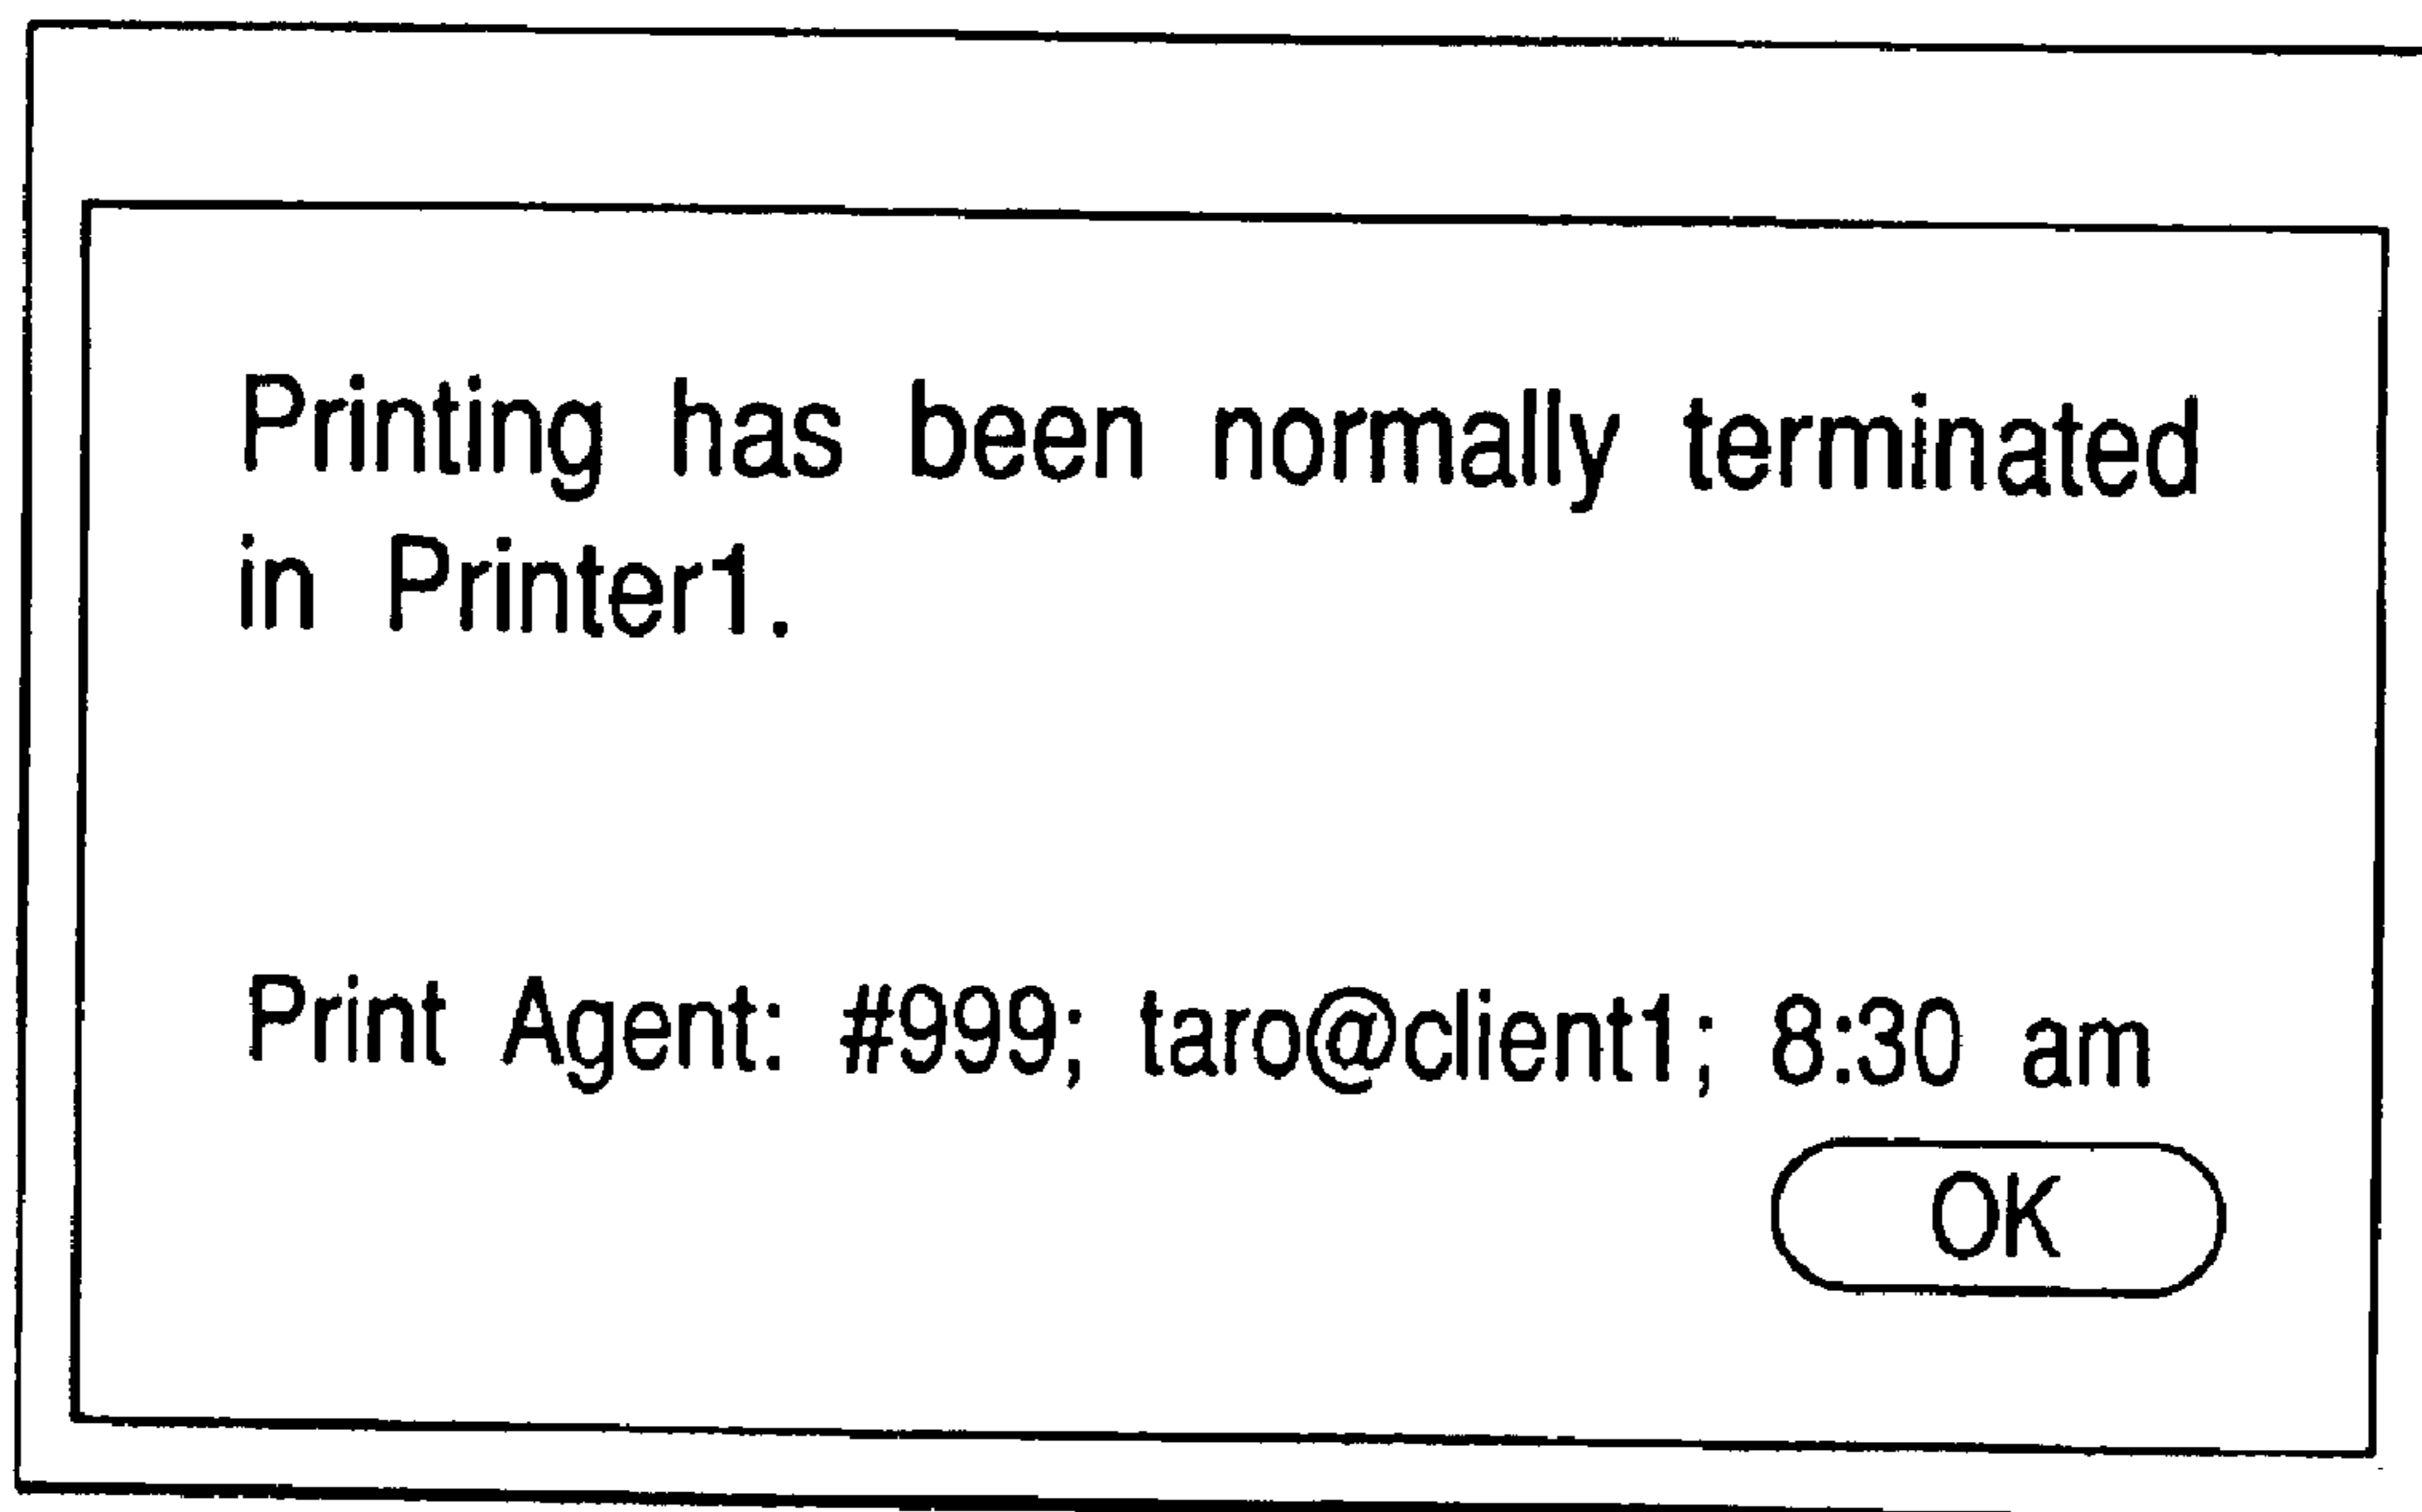 Printing has been normally terminated
in Printer1.
Print Agent: #999; taro@client1; 8:30 am
OK